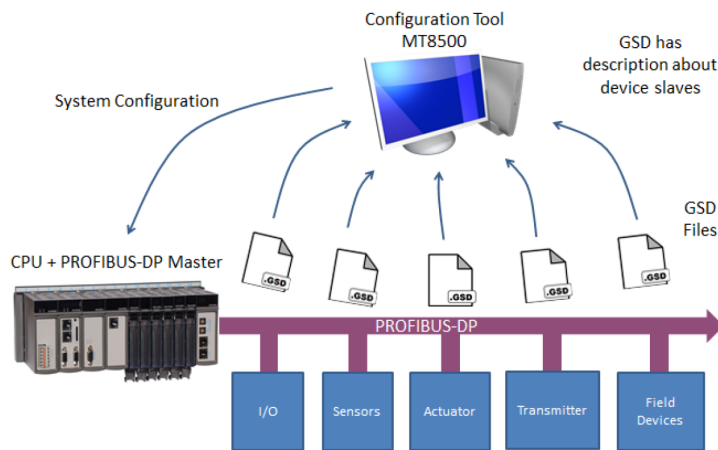 Configuration Tool
MT8500
GSD has
description about
device slaves
System Configuration
GSD
Files
CPU + PROFIBUS-DP Master
.GSD
.GSD
.GSD
.GSD
.GSD
PROFIBUS-DP
I/O
Sensors
Actuator
Transmitter
Field
Devices